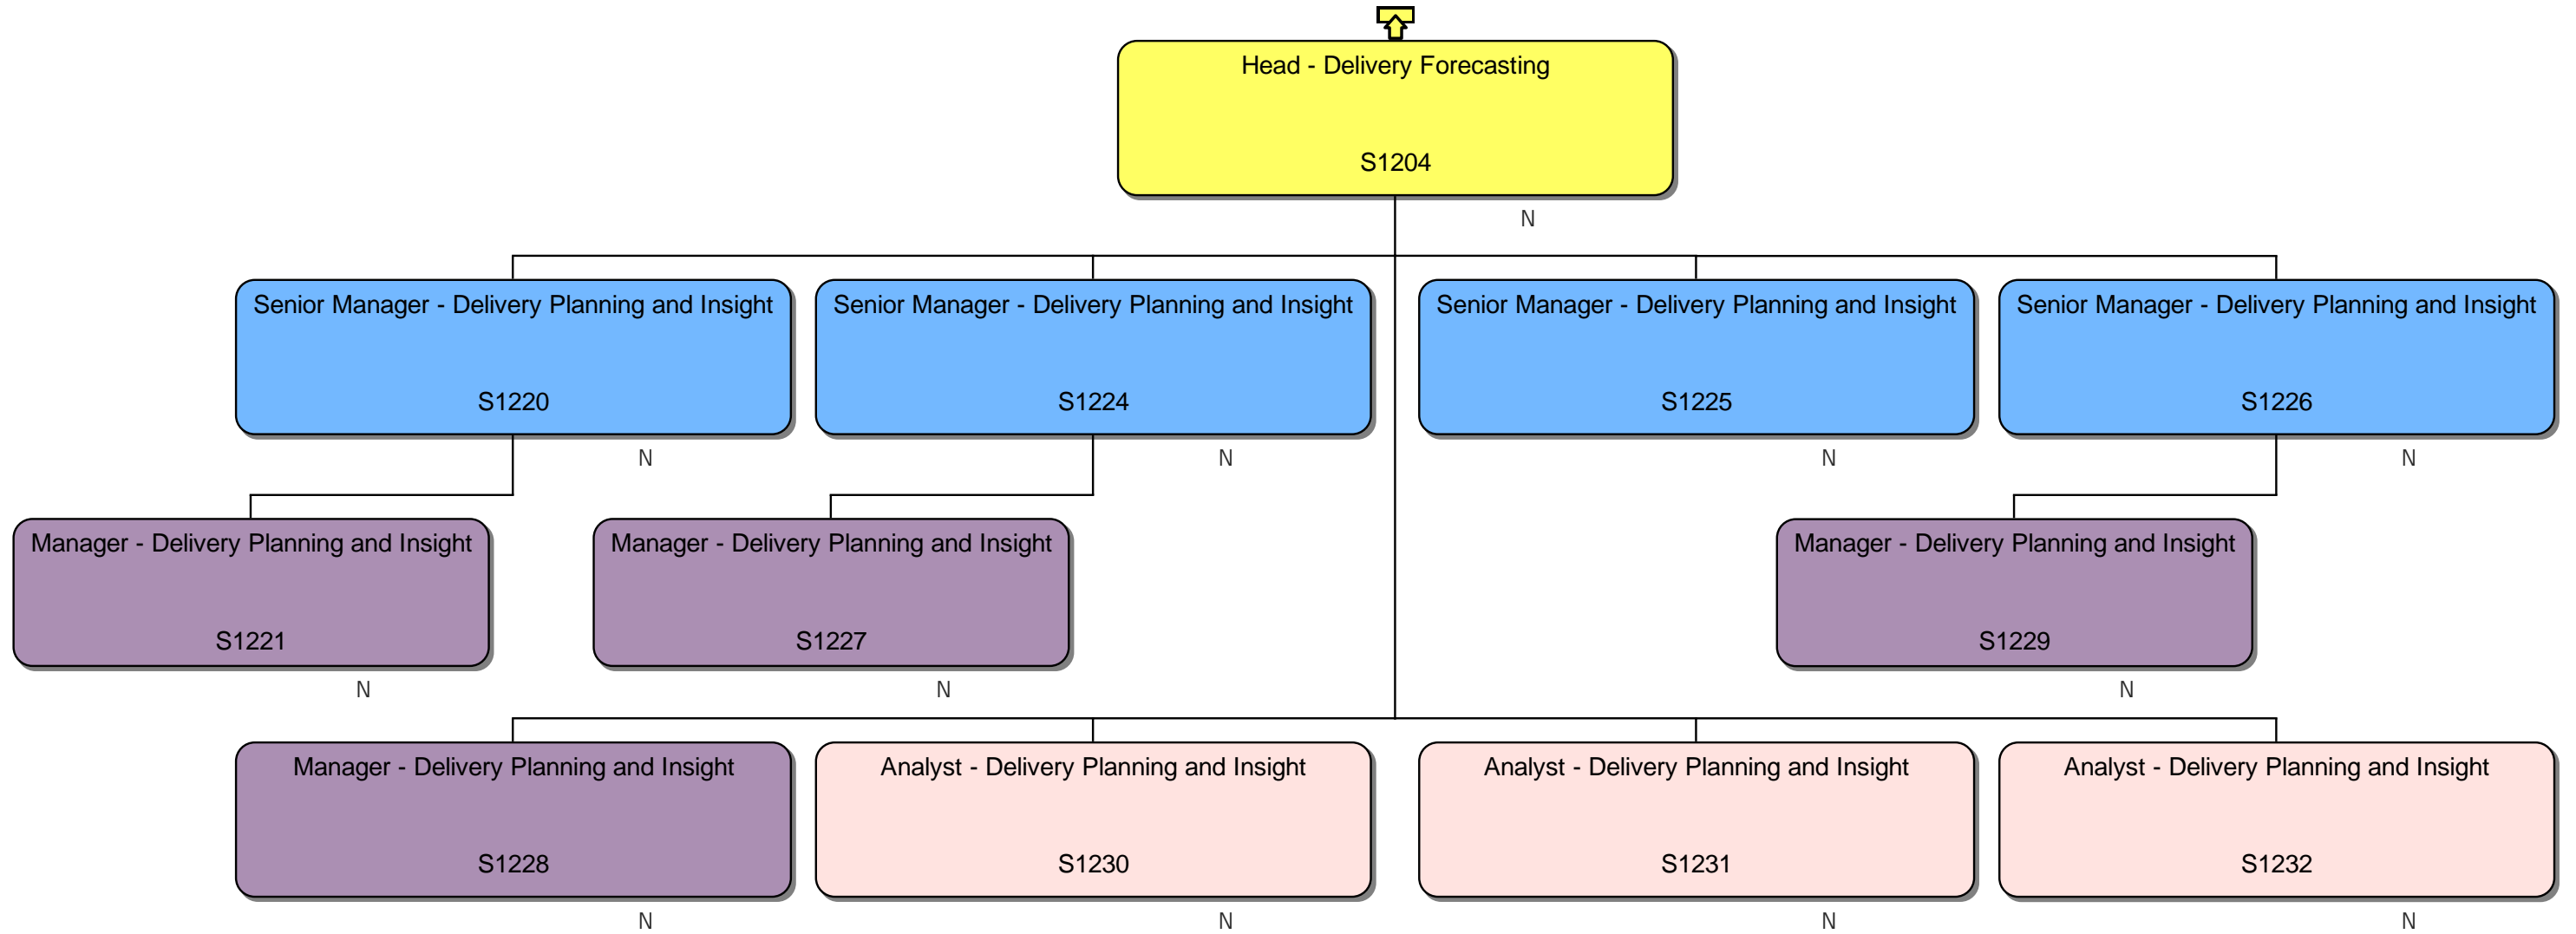 Head - Delivery Forecasting
S1204
N
Senior Manager - Delivery Planning and Insight
S1220
N
Senior Manager - Delivery Planning and Insight
S1224
N
Senior Manager - Delivery Planning and Insight
S1225
N
Senior Manager - Delivery Planning and Insight
S1226
N
Manager - Delivery Planning and Insight
S1221
N
Manager - Delivery Planning and Insight
S1227
N
Manager - Delivery Planning and Insight
S1229
N
Manager - Delivery Planning and Insight
S1228
N
Analyst - Delivery Planning and Insight
S1230
N
Analyst - Delivery Planning and Insight
S1231
N
Analyst - Delivery Planning and Insight
S1232
N